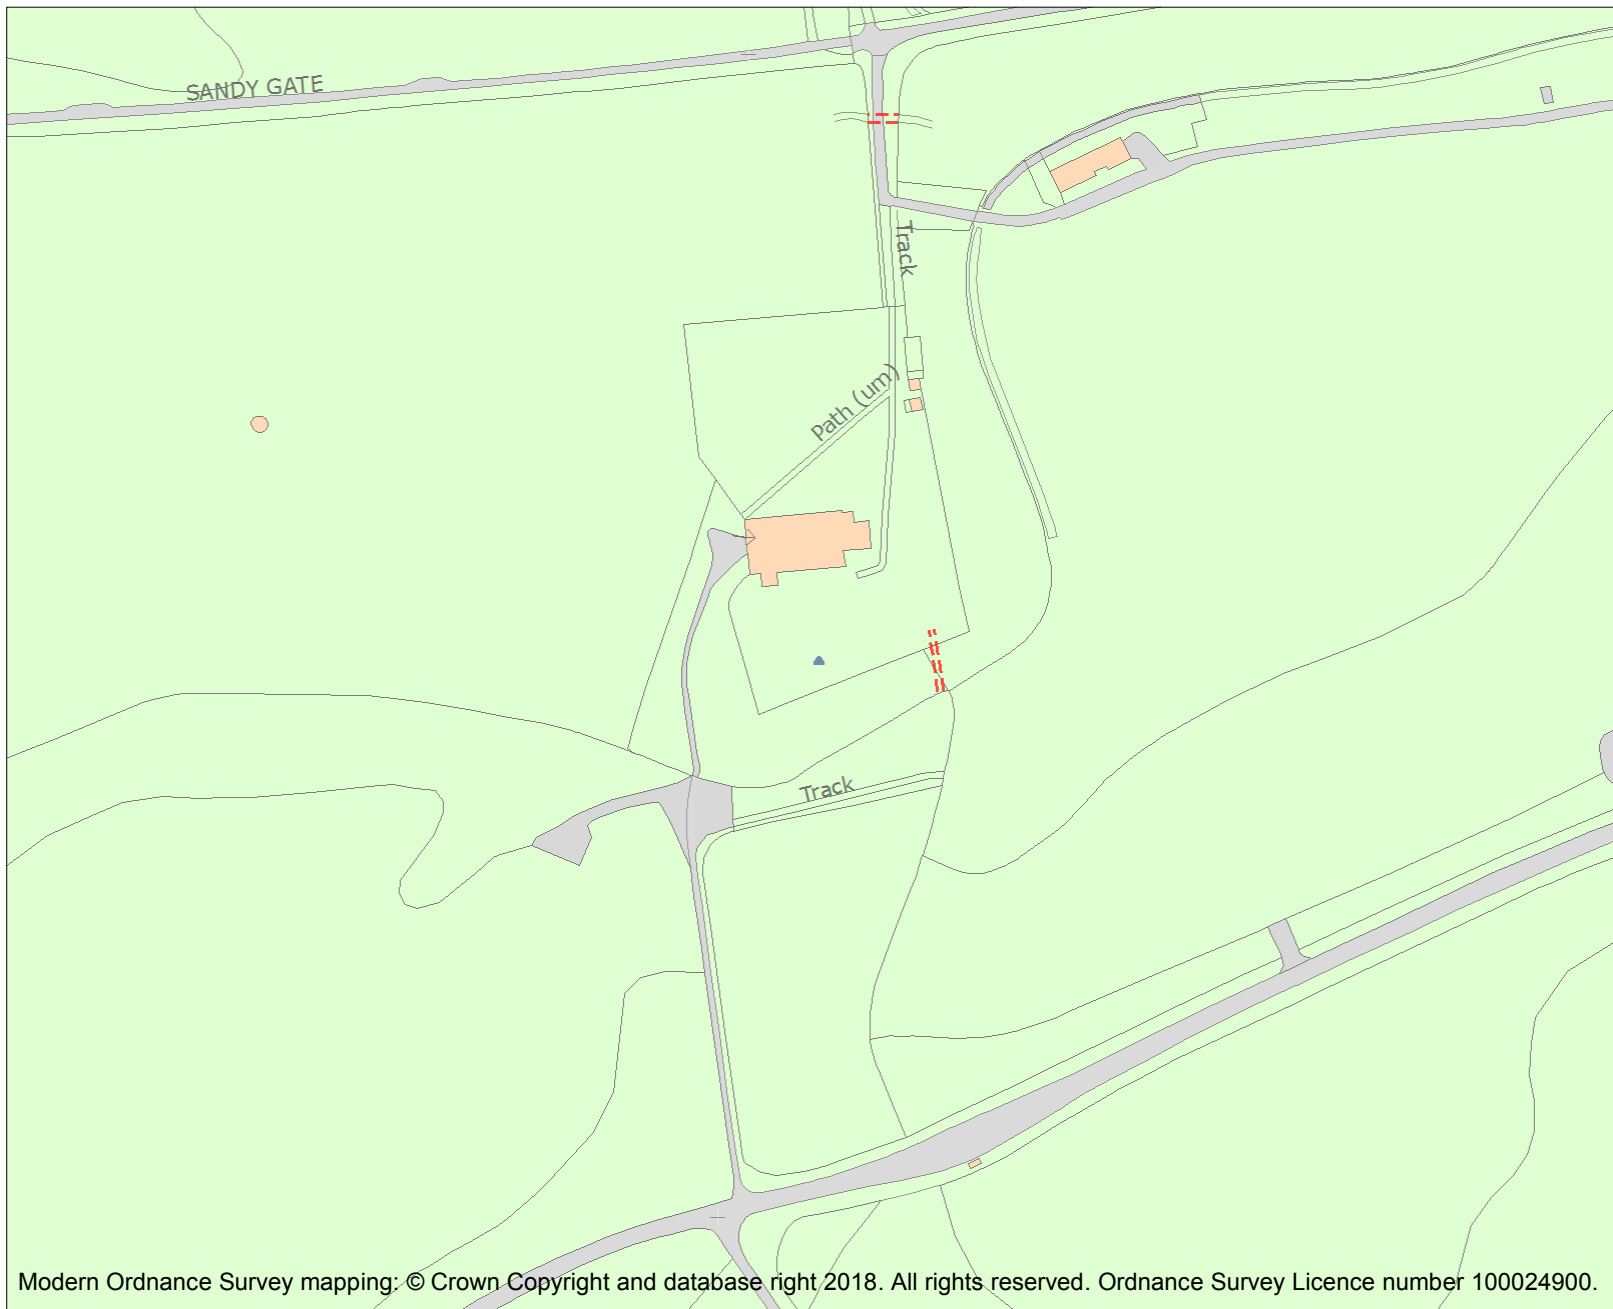 SANDY GATE
Track
Path (um)
Track
Modern Ordnance Survey mapping: © Crown Copyright and database right 2018. All rights reserved. Ordnance Survey Licence number 100024900.